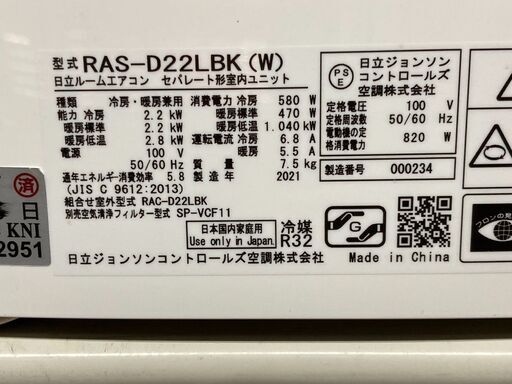 型式 RAS-D22LBK(W)
日立ルームエアコン セパレート形室内ユニット
種類 冷房・暖房兼用
能力 冷房 2.2 kW
暖房標準 2.2 kW
暖房低温 2.8 kW
電源 100 V
50/60 Hz
通年エネルギー消費効率 5.8
(JIS C 9612:2013)
組合せ室外型式 RAC-D22LBK
別売空気清浄フィルター型式 SP-VCF11
消費電力 冷房 580 W
暖房標準 470 W
暖房低温 1.040 kW
運転電流 冷房 6.8 A
暖房 5.5 A
質量 7.5 kg
製造年 2021
日本国内家庭用
Use only in Japan.
冷媒
R32
日立ジョンソンコントロールズ空調株式会社
PSE
日立ジョンソン
コントロールズ
空調株式会社
定格電圧 100 V
定格周波数 50/60 Hz
電動機の定
格消費電力 820 W
製造番号 000234
G
Made in China
フロンの見
済
日
KNI
2951